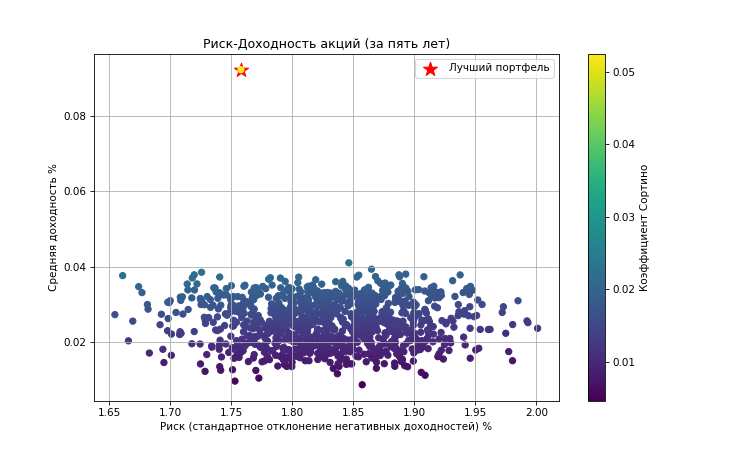 Риск-Доходность акций (за пять лет)
Лучший портфель
0.08
0.06
0.04
0.02
Средняя доходность %
1.65 1.70 1.75 1.80 1.85 1.90 1.95 2.00
Риск (стандартное отклонение негативных доходностей) %
0.05
0.04
0.03
0.02
0.01
Коэффициент Сортино